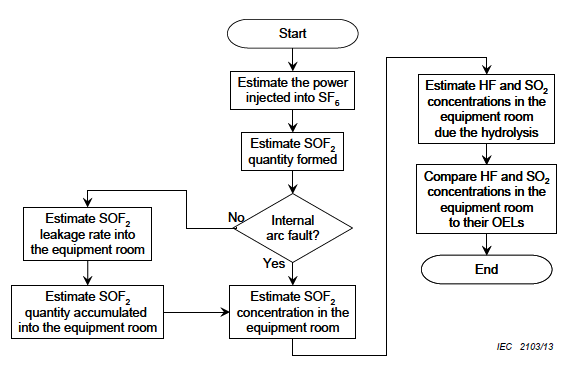 Start
Estimate the power
injected into SF6
Estimate SOF2
quantity formed
Internal
arc fault?
No
Yes
Estimate SOF2
leakage rate into
the equipment room
Estimate SOF2
quantity accumulated
into the equipment room
Estimate SOF2
concentration in the
equipment room
Estimate HF and SO2
concentrations in the
equipment room
due the hydrolysis
Compare HF and SO2
concentrations in the
equipment room
to their OELs
End
IEC 2103/13